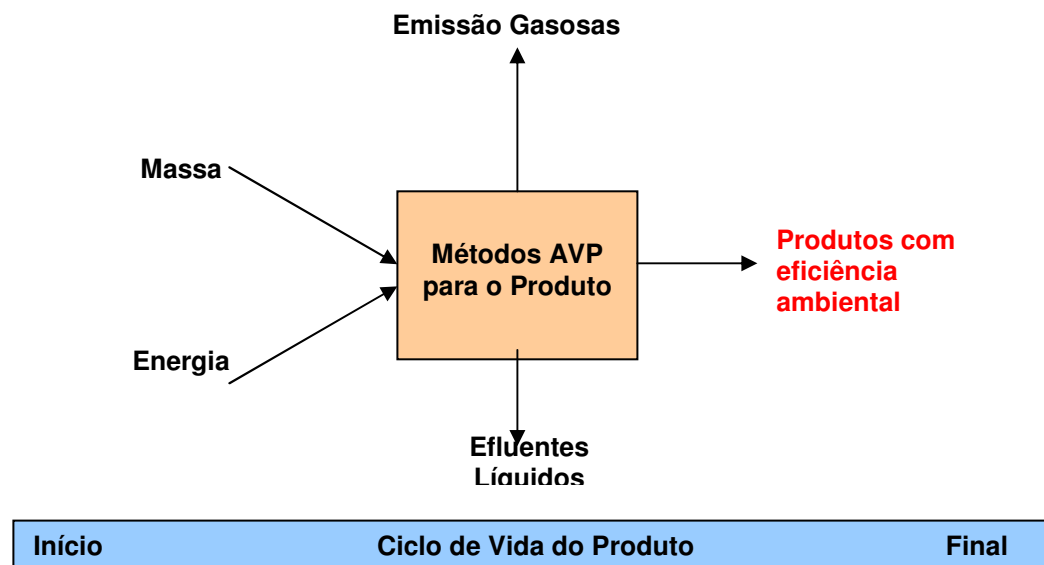 Emissão Gasosas
Massa
Métodos AVP
para o Produto
Produtos com
eficiência
ambiental
Energia
Efluentes
Líquidos
Início Ciclo de Vida do Produto Final